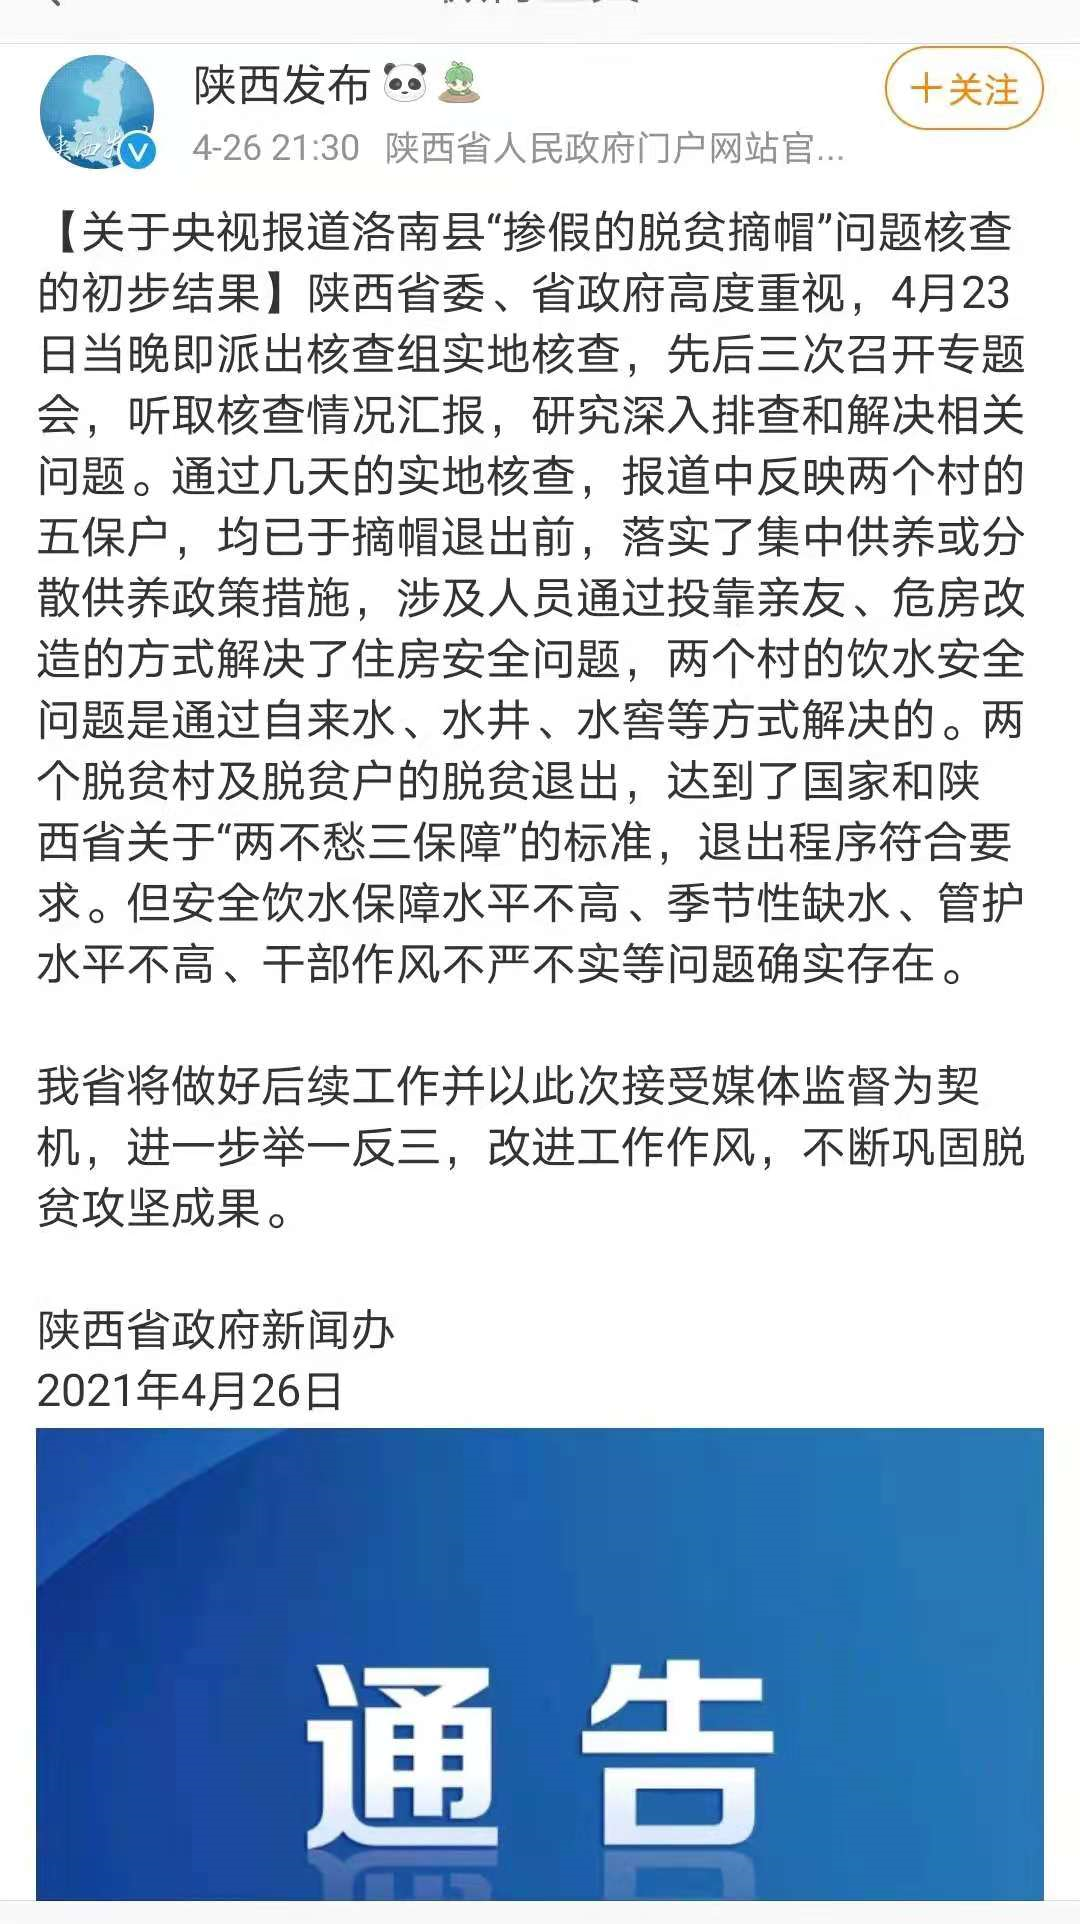 陕西发布
+关注
4-26 21:30 陕西省人民政府门户网站官...
【关于央视报道洛南县“掺假的脱贫摘帽”问题核查
的初步结果】陕西省委、省政府高度重视，4月23
日当晚即派出核查组实地核查，先后三次召开专题
会，听取核查情况汇报，研究深入排查和解决相关
问题。通过几天的实地核查，报道中反映两个村的
五保户，均已于摘帽退出前，落实了集中供养或分
散供养政策措施，涉及人员通过投靠亲友、危房改
造的方式解决了住房安全问题，两个村的饮水安全
问题是通过自来水、水井、水窖等方式解决的。两
个脱贫村及脱贫户的脱贫退出，达到了国家和陕
西省关于“两不愁三保障”的标准，退出程序符合要
求。但安全饮水保障水平不高、季节性缺水、管护
水平不高、干部作风不严不实等问题确实存在。
我省将做好后续工作并以此次接受媒体监督为契
机，进一步举一反三，改进工作作风，不断巩固脱
贫攻坚成果。
陕西省政府新闻办
2021年4月26日
通告